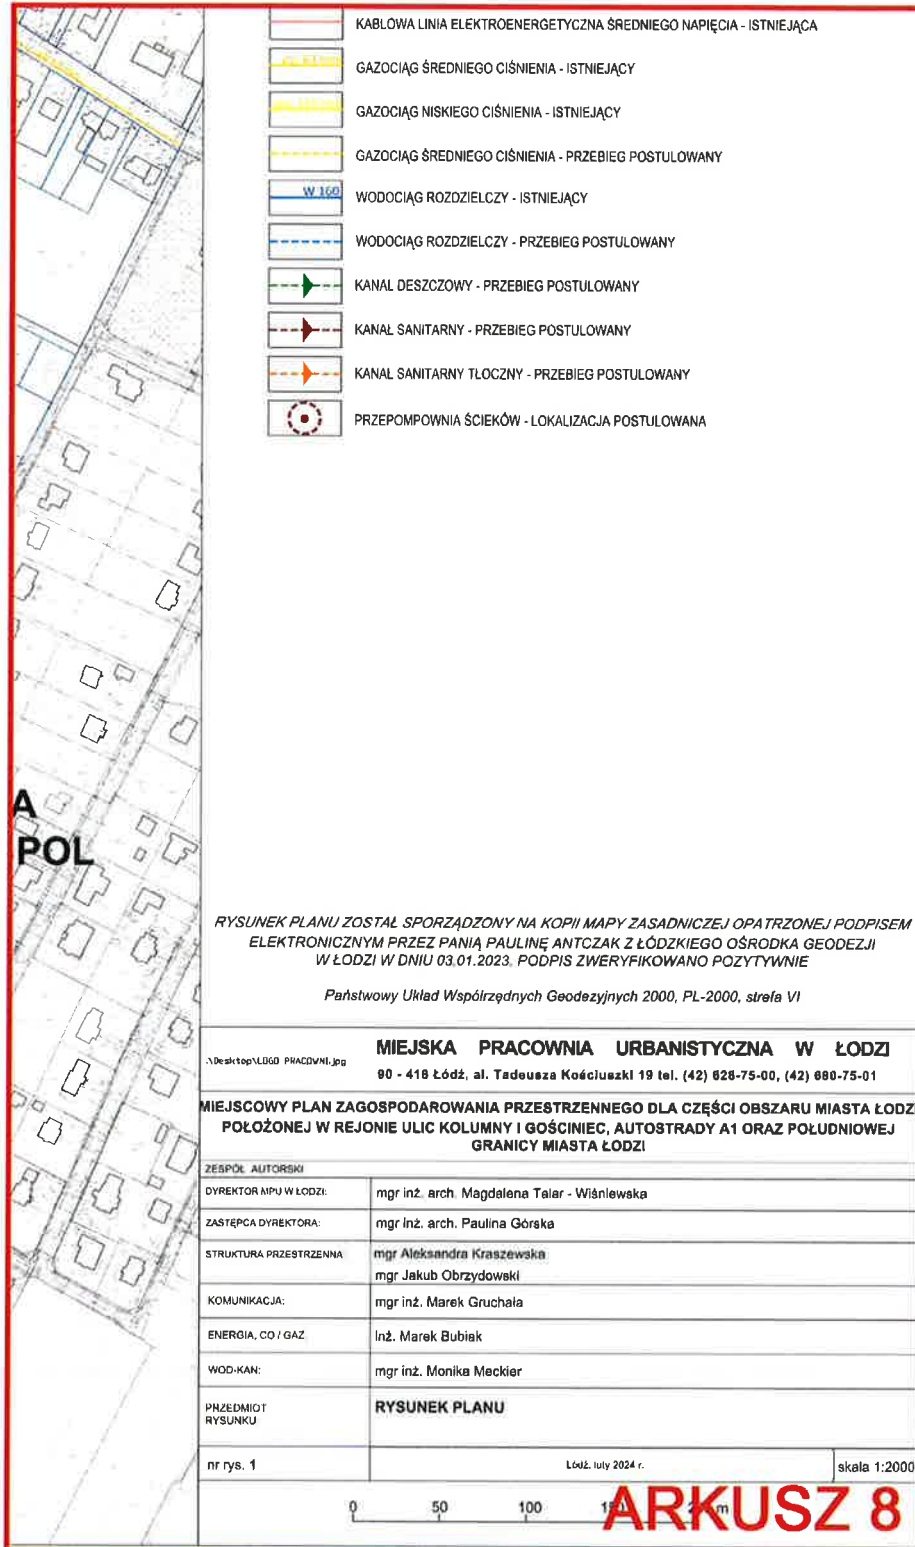 KABLOWA LINIA ELEKTROENERGETYCZNA ŚREDNIEGO NAPIĘCIA - ISTNIEJĄCA
GAZOCIĄG ŚREDNIEGO CIŚNIENIA - ISTNIEJĄCY
GAZOCIĄG NISKIEGO CIŚNIENIA - ISTNIEJĄCY
GAZOCIĄG ŚREDNIEGO CIŚNIENIA - PRZEBIEG POSTULOWANY
W 160
WODOCIĄG ROZDZIELCZY - ISTNIEJĄCY
WODOCIĄG ROZDZIELCZY - PRZEBIEG POSTULOWANY
KANAŁ DESZCZOWY - PRZEBIEG POSTULOWANY
KANAŁ SANITARNY - PRZEBIEG POSTULOWANY
KANAŁ SANITARNY TŁOCZNY - PRZEBIEG POSTULOWANY
PRZEPOMPOWNIA ŚCIEKÓW - LOKALIZACJA POSTULOWANA
A
POL
RYSUNEK PLANU ZOSTAŁ SPORZĄDZONY NA KOPII MAPY ZASADNICZEJ OPATRZONEJ PODPISEM
ELEKTRONICZNYM PRZEZ PANIĄ PAULINĘ ANTCZAK Z ŁÓDZKIEGO OŚRODKA GEODEZJI
W ŁODZI W DNIU 03.01.2023, PODPIS ZWERYFIKOWANO POZYTYWNIE
Państwowy Układ Współrzędnych Geodezyjnych 2000, PL-2000, strefa VI
.\Desktop\LOGO PRACOWNI.jpg
MIEJSKA PRACOWNIA URBANISTYCZNA W ŁODZI
90 - 418 Łódź, al. Tadeusza Kościuszki 19 tel. (42) 628-75-00, (42) 680-75-01
MIEJSCOWY PLAN ZAGOSPODAROWANIA PRZESTRZENNEGO DLA CZĘŚCI OBSZARU MIASTA ŁODZ
POŁOŻONEJ W REJONIE ULIC KOLUMNY I GOŚCINIEC, AUTOSTRADY A1 ORAZ POŁUDNIOWEJ
GRANICY MIASTA ŁODZI
ZESPÓŁ AUTORSKI
DYREKTOR MPU W ŁODZI: mgr inż. arch. Magdalena Talar - Wiśniewska
ZASTĘPCA DYREKTORA: mgr inż. arch. Paulina Górska
STRUKTURA PRZESTRZENNA mgr Aleksandra Kraszewska
mgr Jakub Obrzydowski
KOMUNIKACJA: mgr inż. Marek Gruchała
ENERGIA, CO / GAZ inż. Marek Bubiak
WOD-KAN: mgr inż. Monika Meckier
PRZEDMIOT
RYSUNKU
RYSUNEK PLANU
nr rys. 1
Łódź, luty 2024 r.
skala 1:2000
0 50 100 150 m
ARKUSZ 8